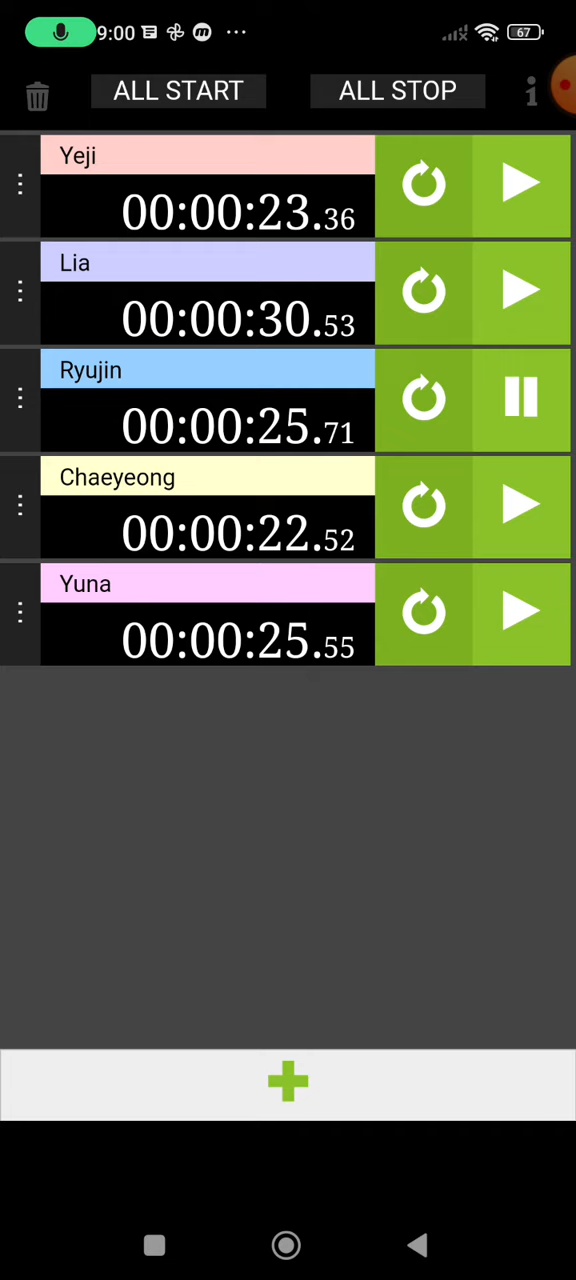 9:00
67
ALL START
ALL STOP
Yeji
00:00:23.36
Lia
00:00:30.53
Ryujin
00:00:25.71
Chaeyeong
00:00:22.52
Yuna
00:00:25.55